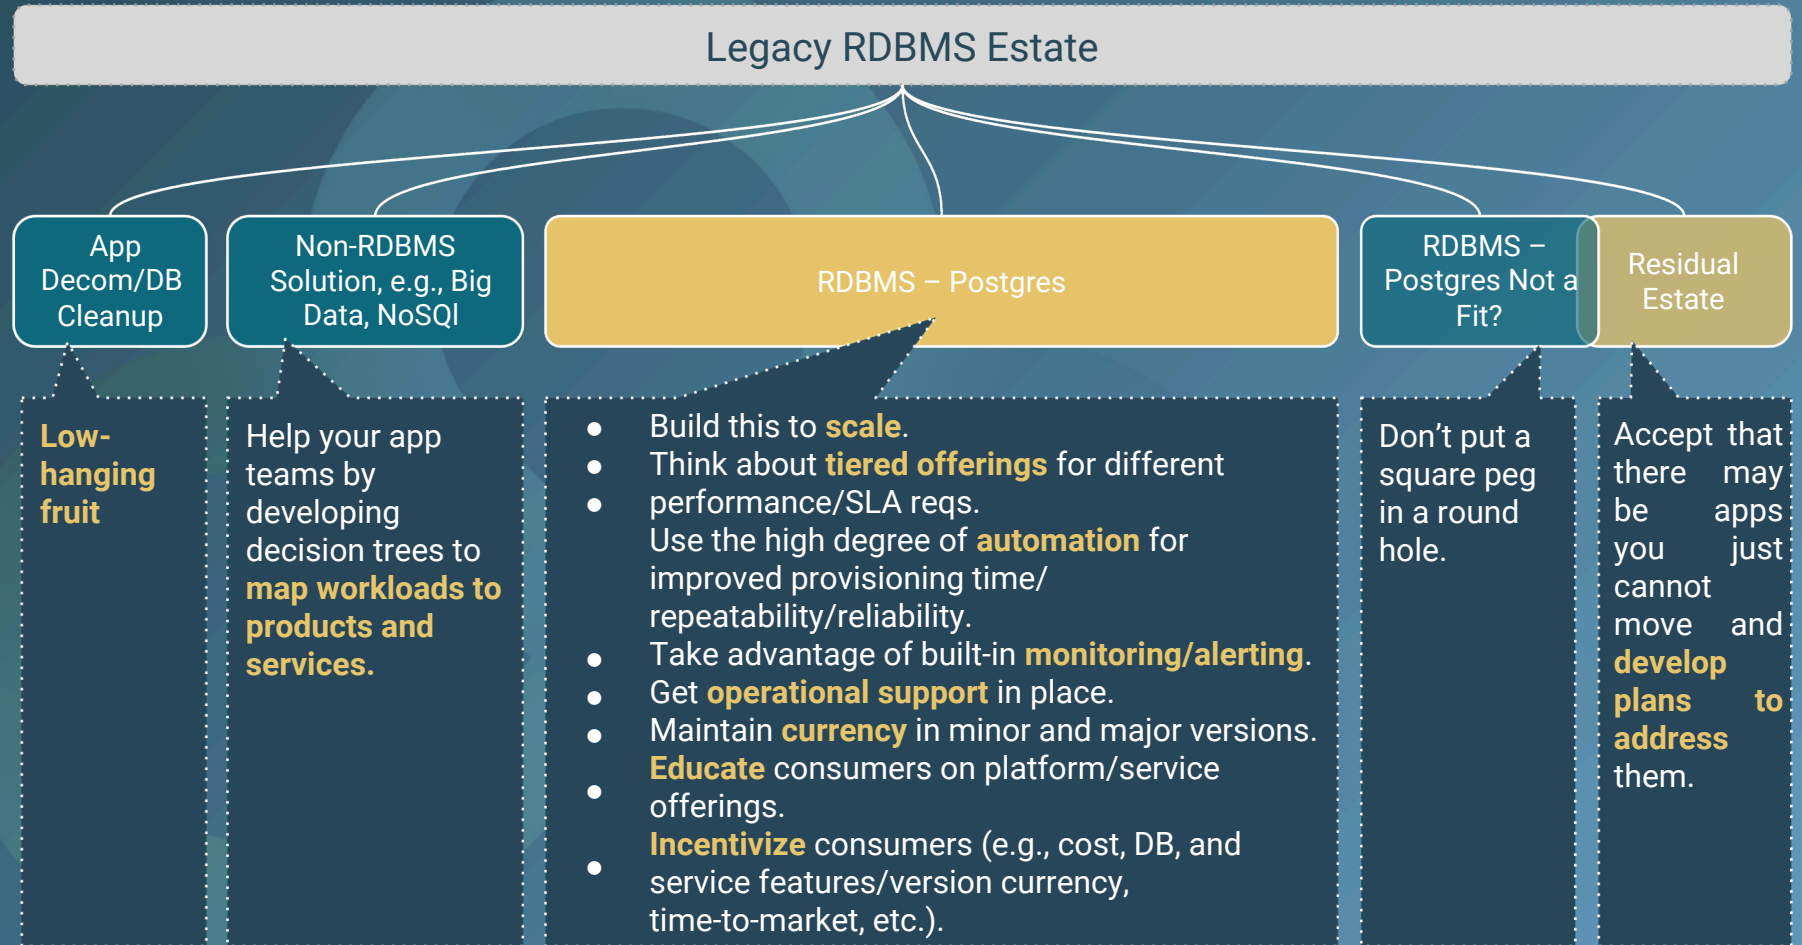 Legacy RDBMS Estate
App
Decom/DB
Cleanup
Non-RDBMS
Solution, e.g., Big
Data, NoSQl
RDBMS – Postgres
RDBMS –
Postgres Not a
Fit?
Residual
Estate
Low-
hanging
fruit
Help your app
teams by
developing
decision trees to
map workloads to
products and
services.
● Build this to scale.
● Think about tiered offerings for different
● performance/SLA reqs.
Use the high degree of automation for
improved provisioning time/
repeatability/reliability.
● Take advantage of built-in monitoring/alerting.
● Get operational support in place.
● Maintain currency in minor and major versions.
Educate consumers on platform/service
● offerings.
Incentivize consumers (e.g., cost, DB, and
● service features/version currency,
time-to-market, etc.).
Don’t put a
square peg
in a round
hole.
Accept that
there may
be apps
you just
cannot
move and
develop
plans to
address
them.